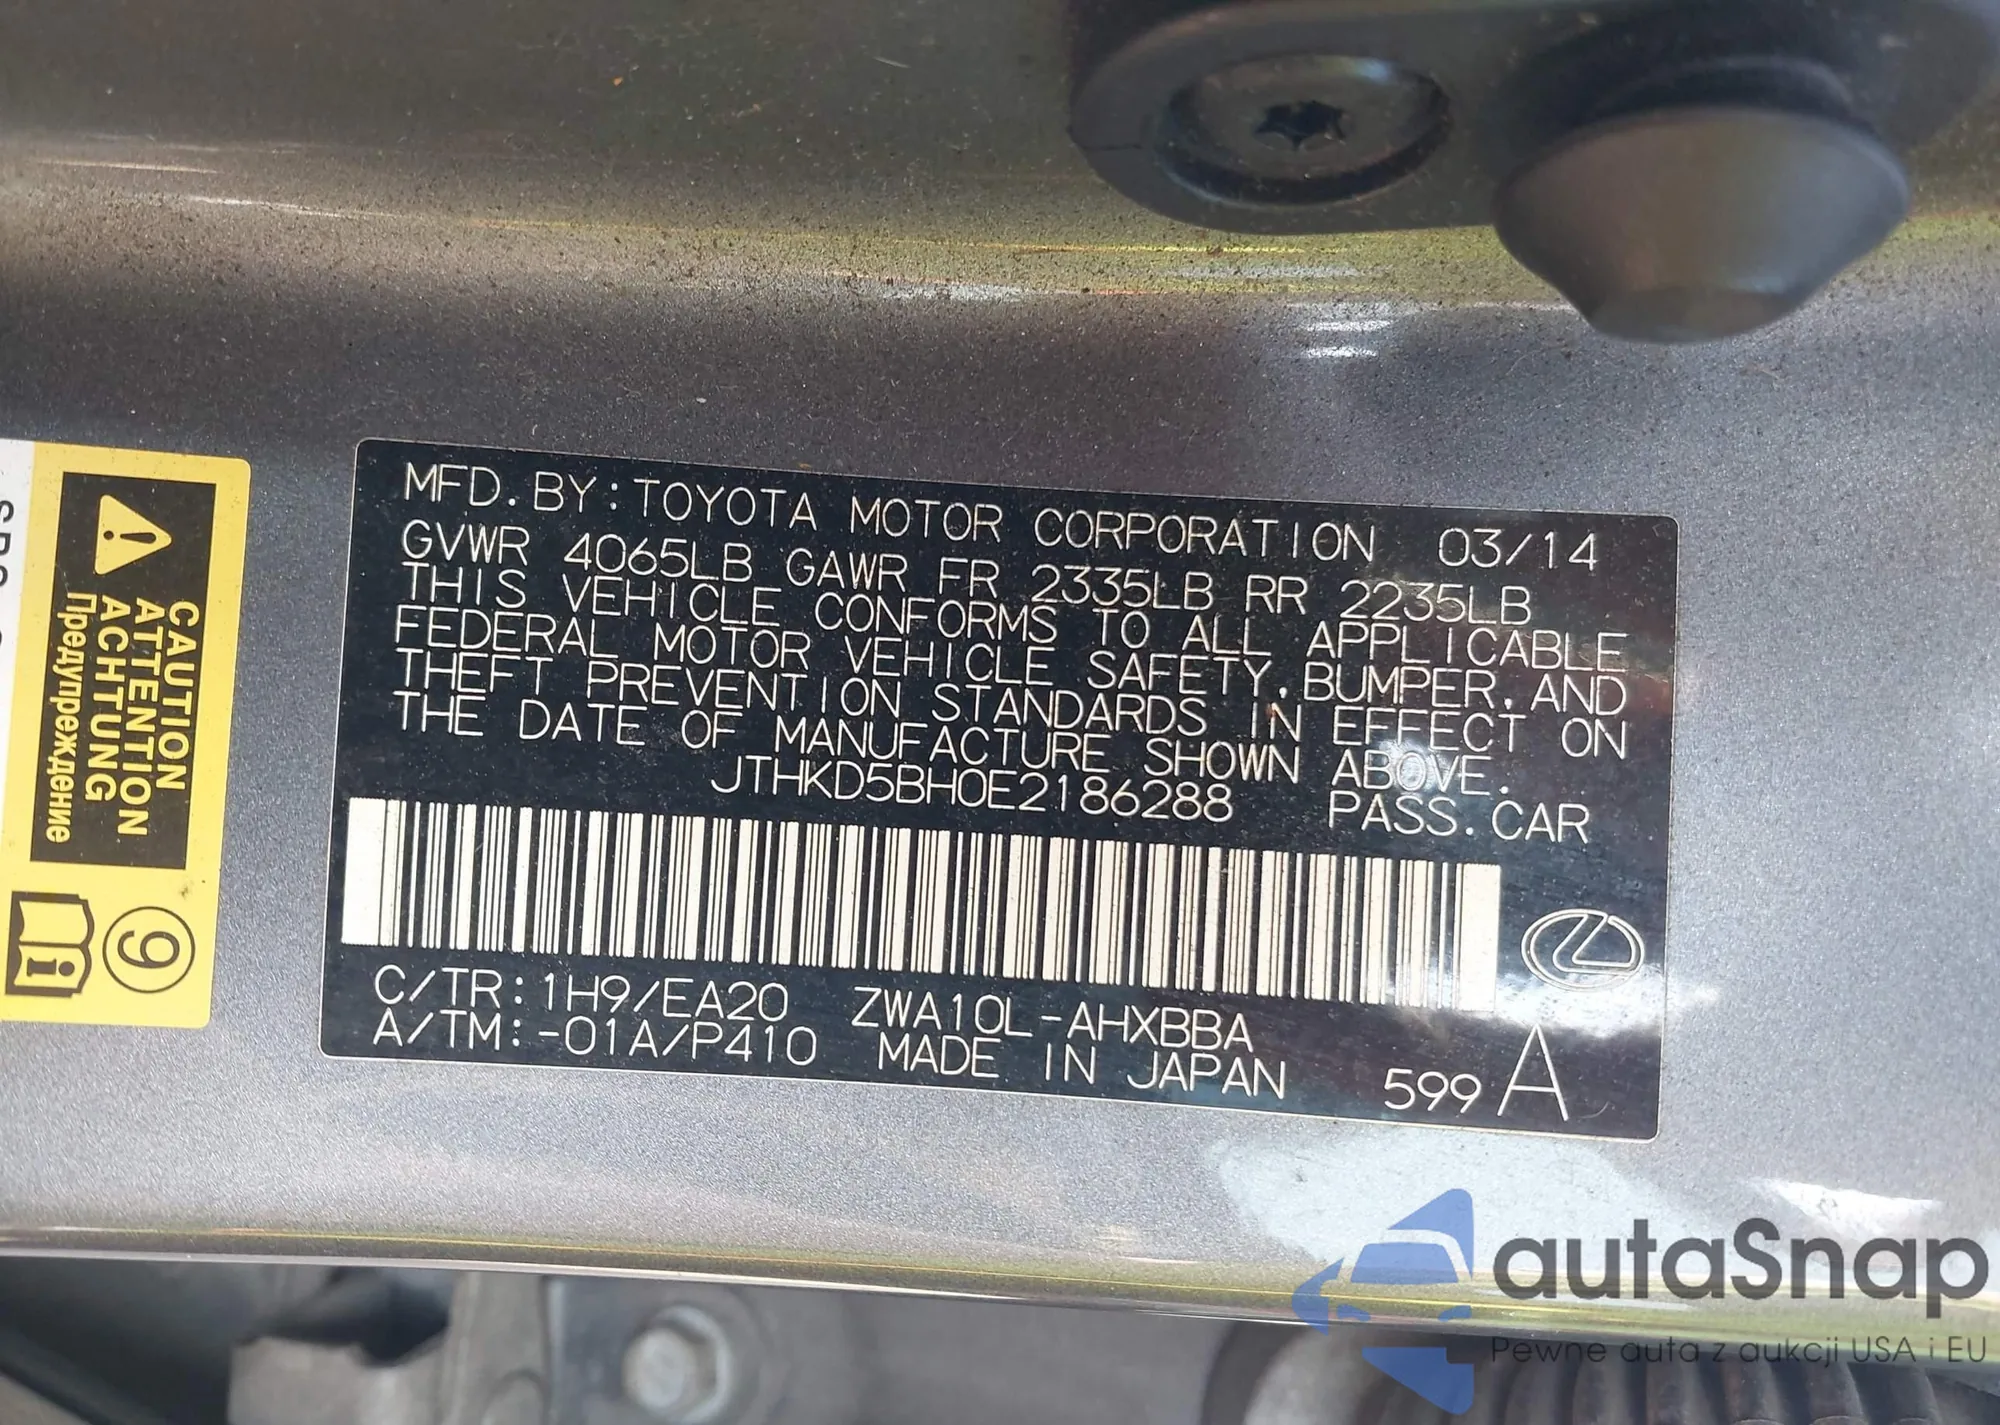 MFD. BY: TOYOTA MOTOR CORPORATION 03/14
GVWR 4065LB GAWR FR 2335LB RR 2235LB
THIS VEHICLE CONFORMS TO ALL APPLICABLE
FEDERAL MOTOR VEHICLE SAFETY, BUMPER, AND
THEFT PREVENTION STANDARDS IN EFFECT ON
THE DATE OF MANUFACTURE SHOWN ABOVE.
JTHKD5BH0E2186288 PASS. CAR
C/TR: 1H9/EA20 ZWA10L-AHXBBA
A/TM: -01A/P410 MADE IN JAPAN 599 A
CAUTION
ATTENTION
ACHTUNG
Предупреждение
9
i
autaSnap
Pewne auta z aukcji USA i EU